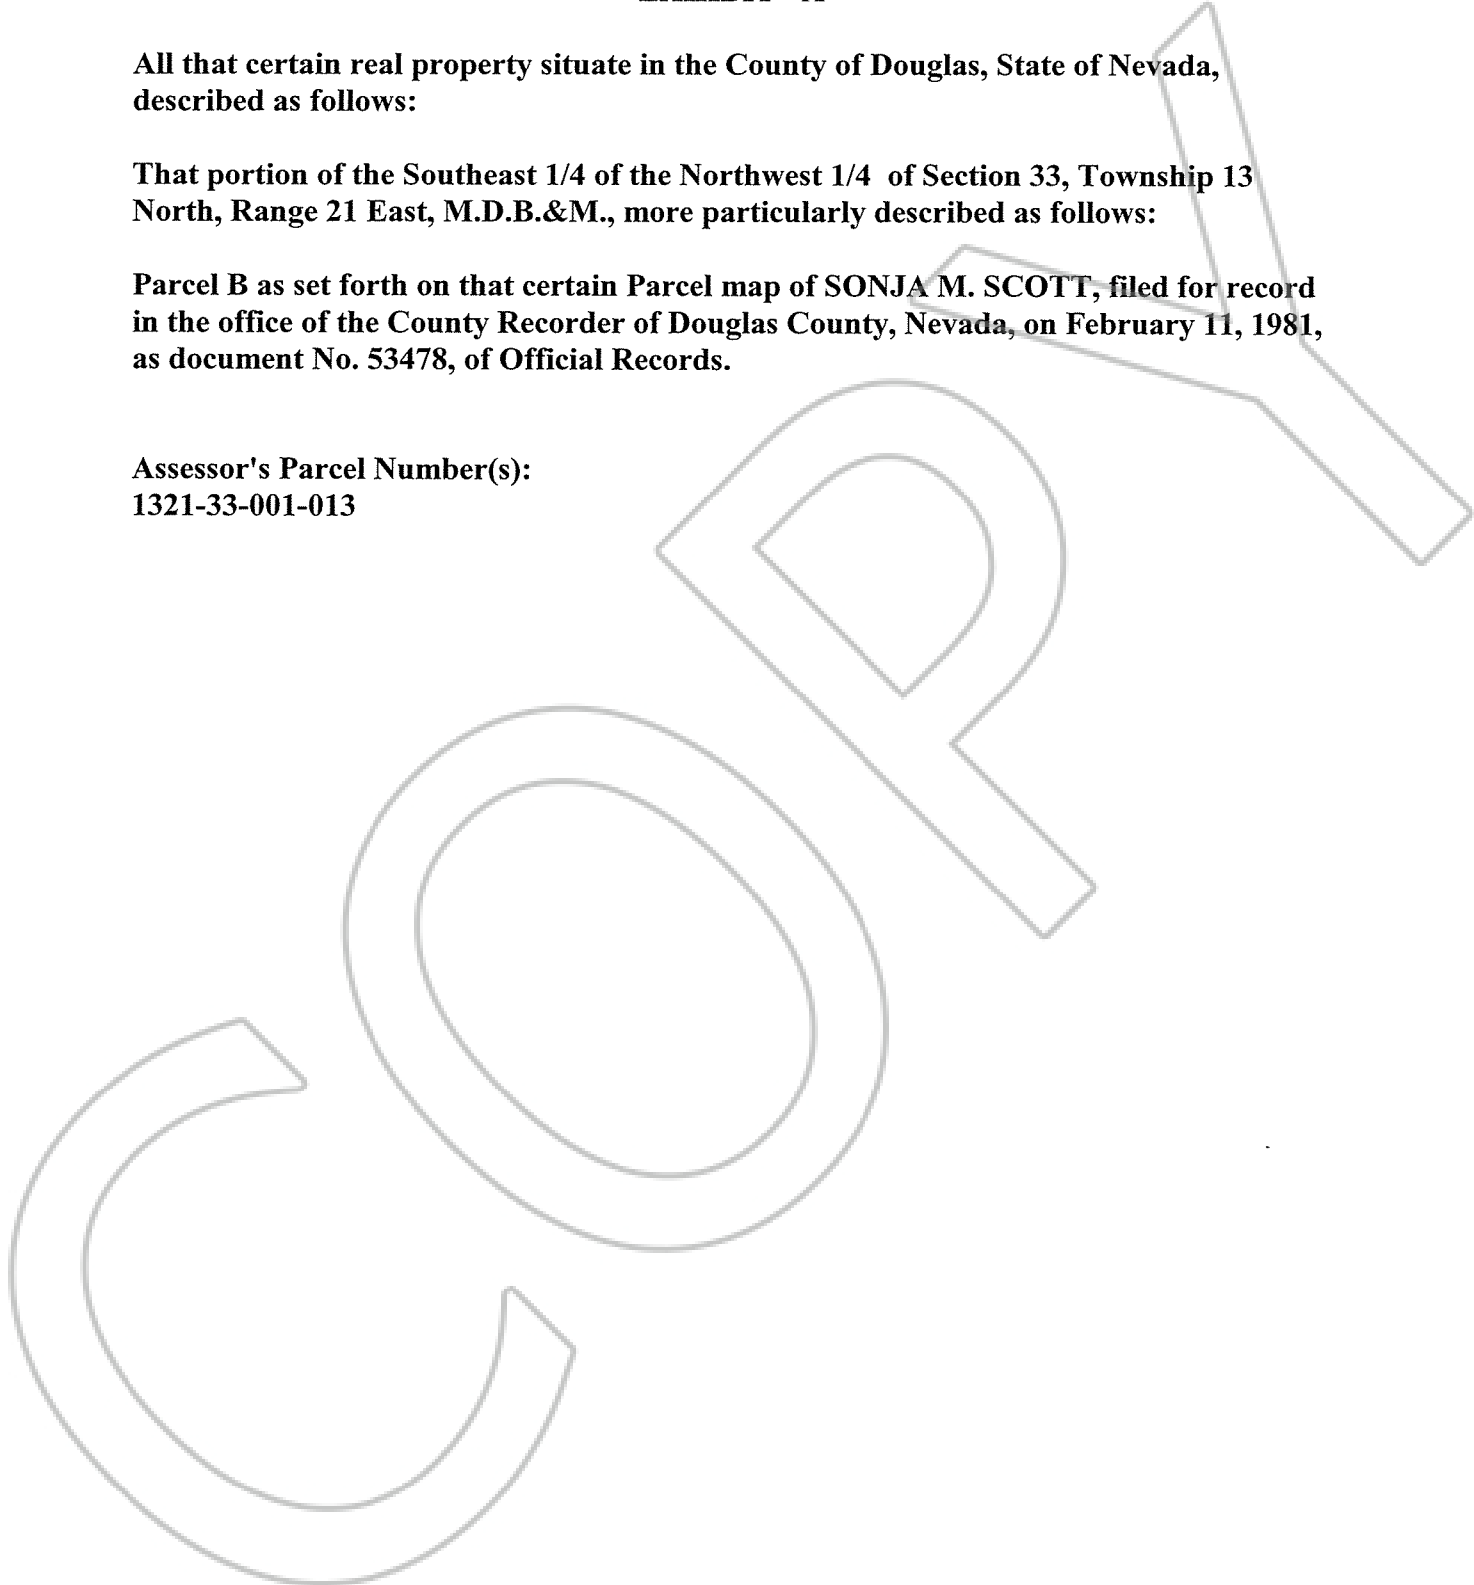 All that certain real property situate in the County of Douglas, State of Nevada,
described as follows:
That portion of the Southeast 1/4 of the Northwest 1/4 of Section 33, Township 13
North, Range 21 East, M.D.B.&M., more particularly described as follows:
Parcel B as set forth on that certain Parcel map of SONJA M. SCOTT, filed for record
in the office of the County Recorder of Douglas County, Nevada, on February 11, 1981,
as document No. 53478, of Official Records.
Assessor's Parcel Number(s):
1321-33-001-013
COPY